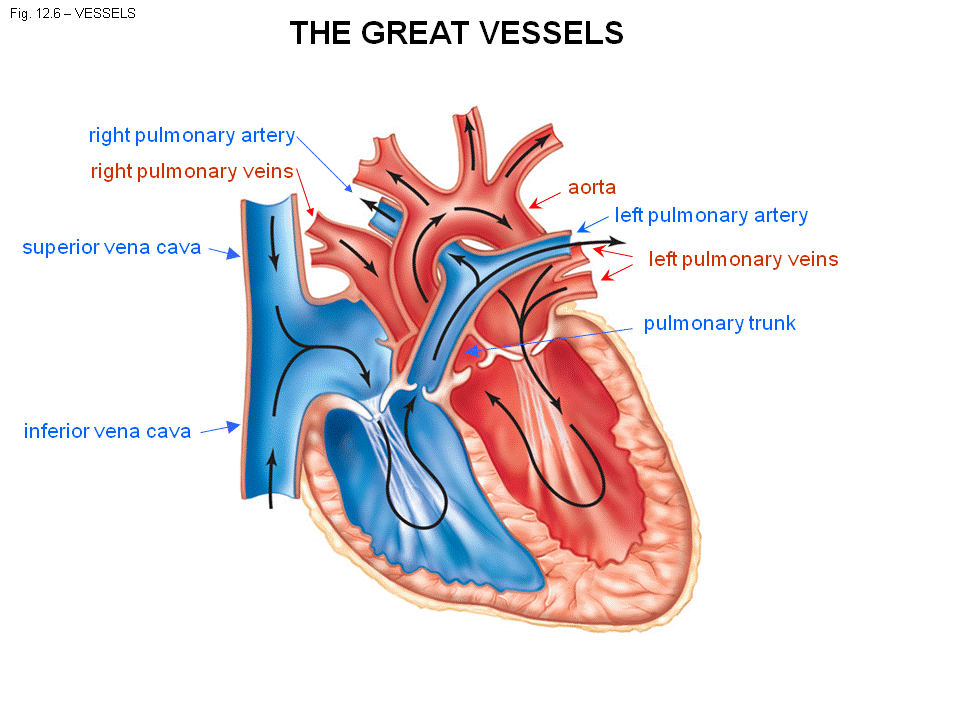 Fig. 12.6 – VESSELS
THE GREAT VESSELS
right pulmonary artery
right pulmonary veins
aorta
left pulmonary artery
superior vena cava
left pulmonary veins
pulmonary trunk
inferior vena cava